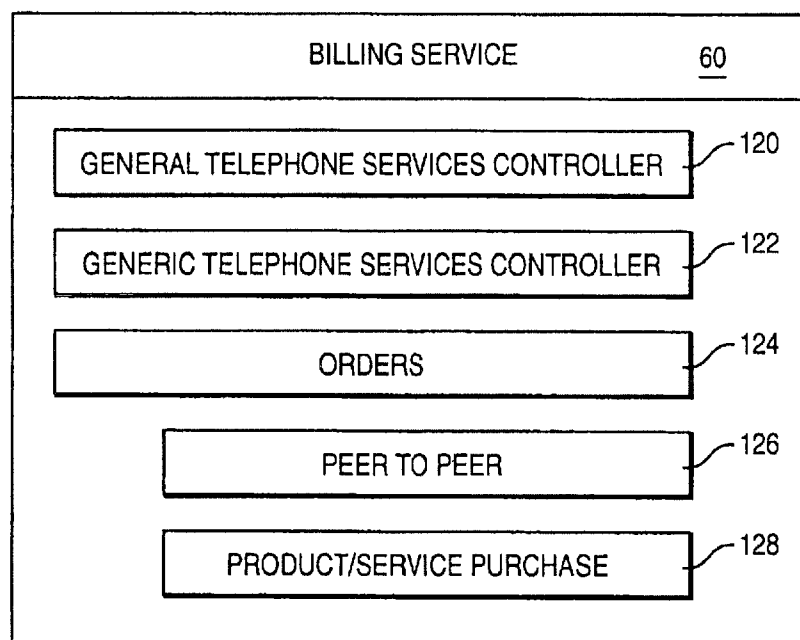 BILLING SERVICE 60
GENERAL TELEPHONE SERVICES CONTROLLER 120
GENERIC TELEPHONE SERVICES CONTROLLER 122
ORDERS 124
PEER TO PEER 126
PRODUCT/SERVICE PURCHASE 128